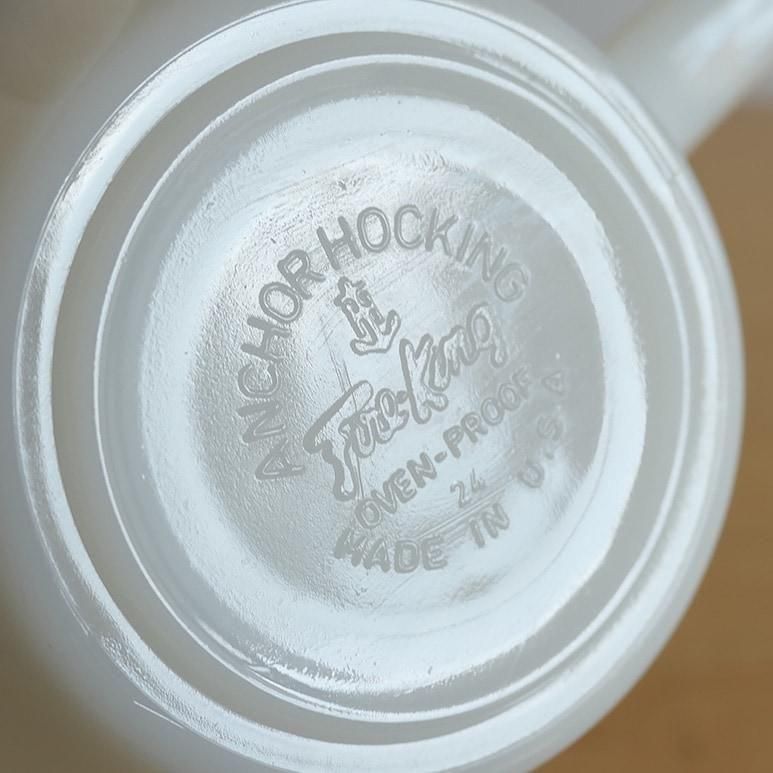 ANCHOR HOCKING
Fire-King
OVEN-PROOF
24
MADE IN U.S.A